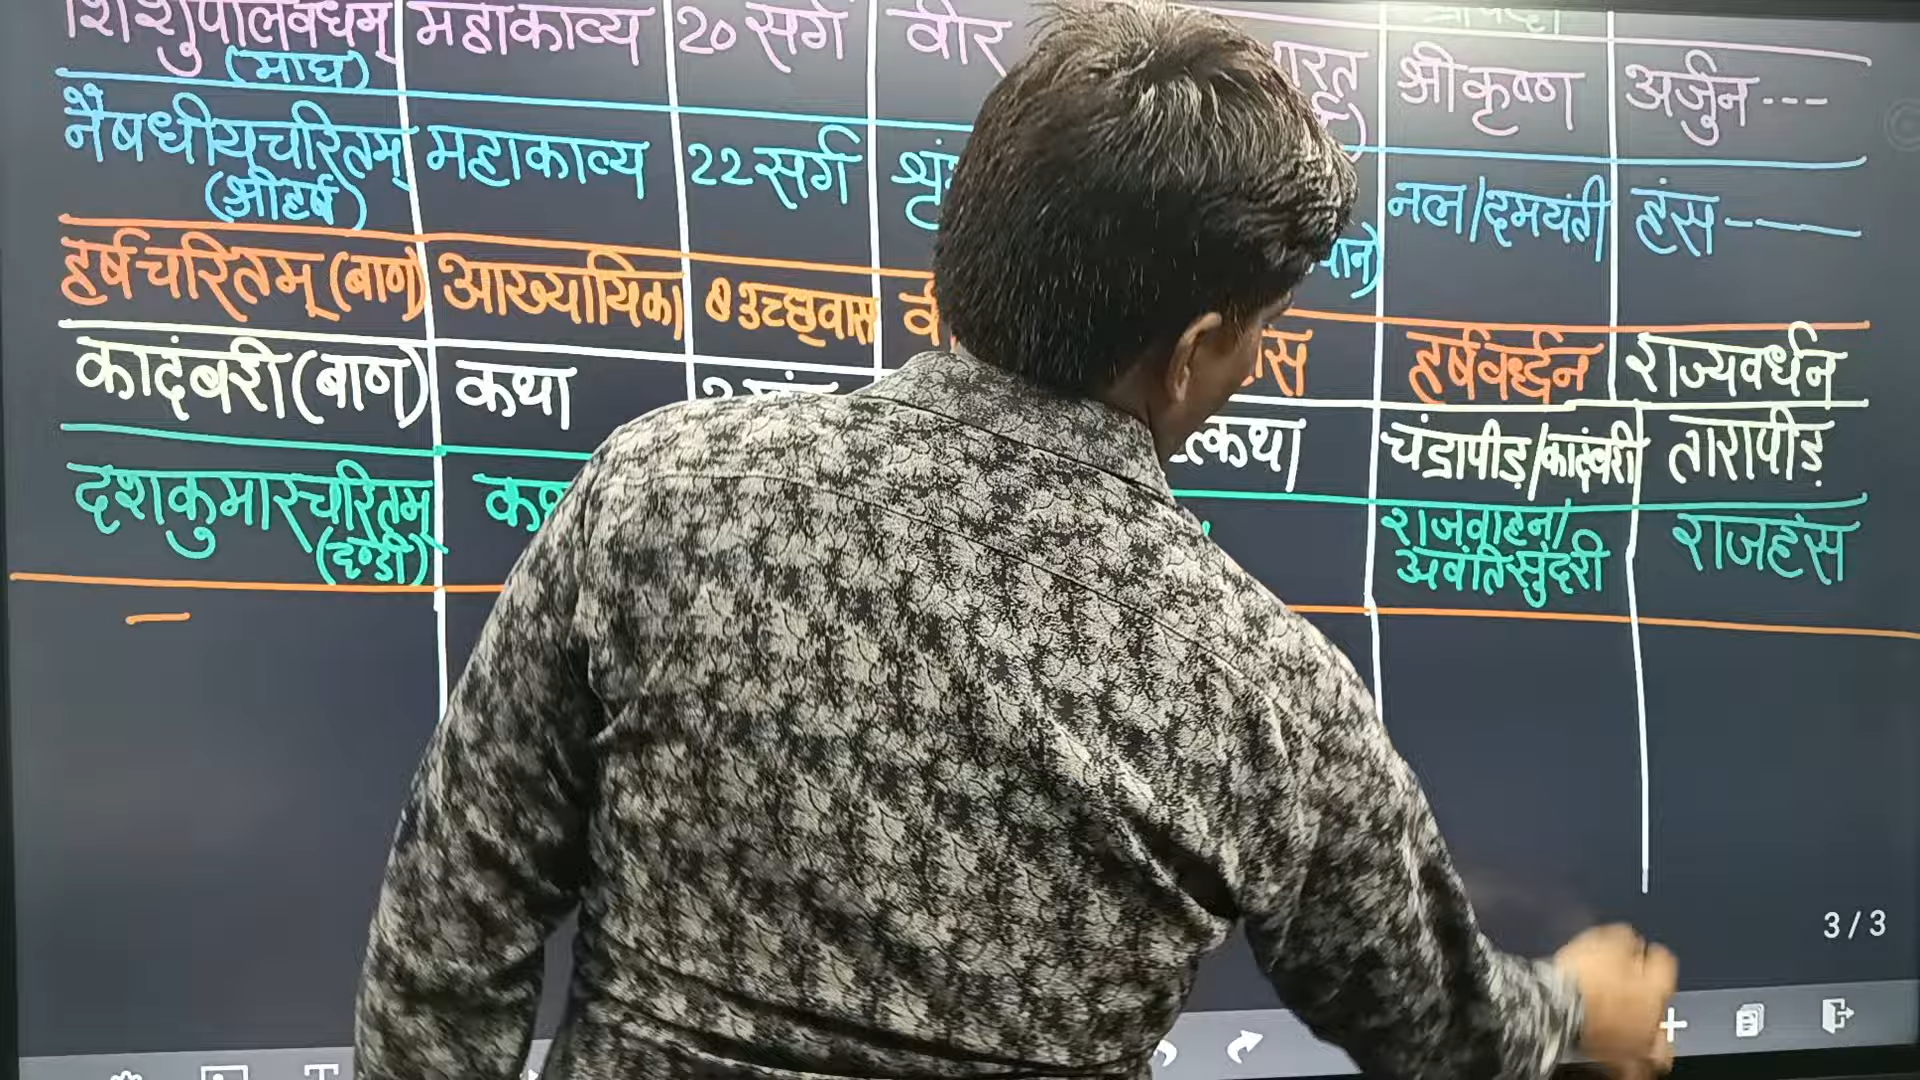 शिशुपालवधम् महाकाव्य 20 सर्ग वीर श्रीकृष्ण अर्जुन ---
(माघ)
नैषधीयचरितम् महाकाव्य 22 सर्ग नल/दमयंती हंस -----
(श्रीहर्ष)
हर्षचरितम् (बाण) आख्यायिका 8 उच्छ्वास हर्षवर्द्धन राज्यवर्धन
कादंबरी (बाण) कथा चंद्रापीड़/कादंबरी तारापीड़
दशकुमारचरितम् राजवाहन/ राजहंस
(दण्डी) अवंतिसुंदरी
3/3